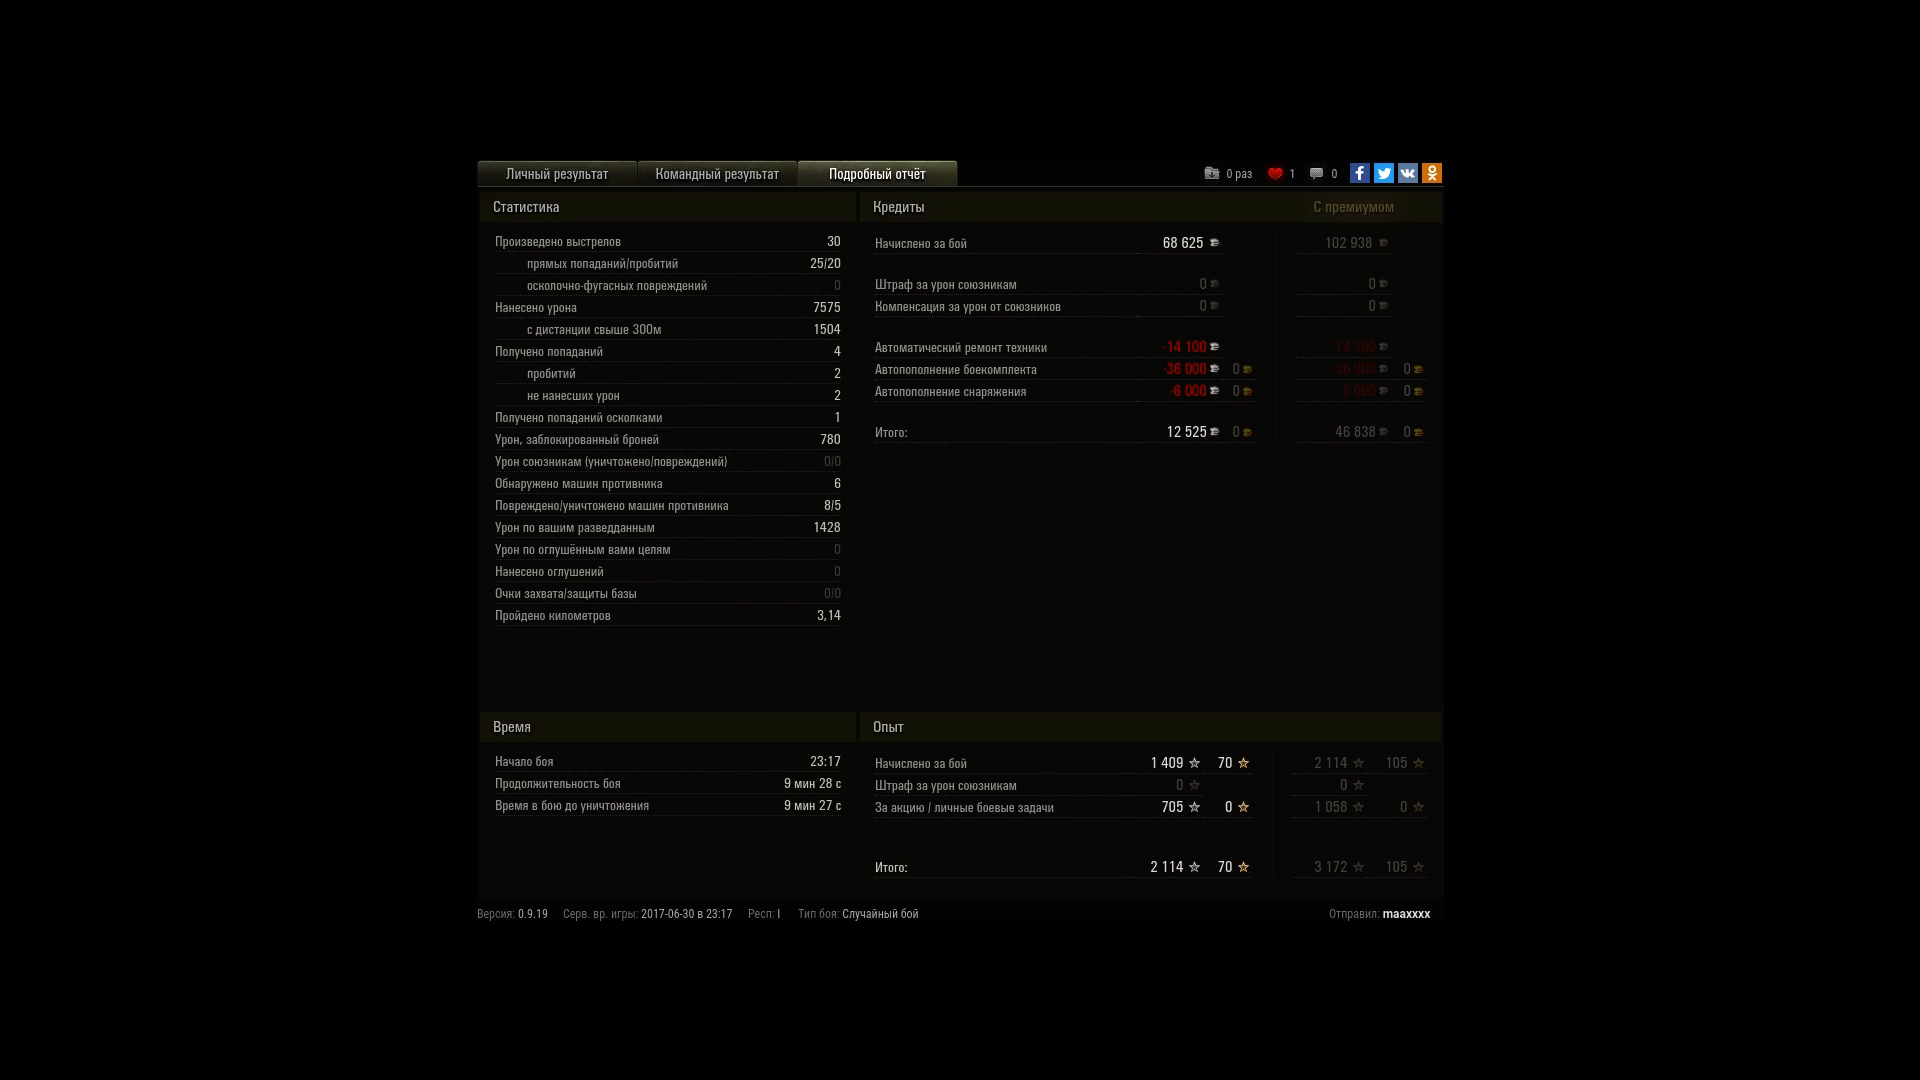 Личный результат Командный результат Подробный отчёт 0 раз 1 0
Статистика
Произведено выстрелов 30
прямых попаданий/пробитий 25/20
осколочно-фугасных повреждений 0
Нанесено урона 7575
с дистанции свыше 300м 1504
Получено попаданий 4
пробитий 2
не нанесших урон 2
Получено попаданий осколками 1
Урон, заблокированный броней 780
Урон союзникам (уничтожено/повреждений) 0/0
Обнаружено машин противника 6
Повреждено/уничтожено машин противника 8/5
Урон по вашим разведданным 1428
Урон по оглушённым вами целям 0
Нанесено оглушений 0
Очки захвата/защиты базы 0/0
Пройдено километров 3,14
Кредиты С премиумом
Начислено за бой 68 625 102 938
Штраф за урон союзникам 0 0
Компенсация за урон от союзников 0 0
Автоматический ремонт техники -14 100 -14 100
Автопополнение боекомплекта -36 000 0 -36 000 0
Автопополнение снаряжения -6 000 0 -6 000 0
Итого: 12 525 0 46 838 0
Время
Начало боя 23:17
Продолжительность боя 9 мин 28 с
Время в бою до уничтожения 9 мин 27 с
Опыт
Начислено за бой 1 409 70 2 114 105
Штраф за урон союзникам 0 0
За акцию / личные боевые задачи 705 0 1 058 0
Итого: 2 114 70 3 172 105
Версия: 0.9.19 Серв. вр. игры: 2017-06-30 в 23:17 Респ: I Тип боя: Случайный бой Отправил: maaxxxx